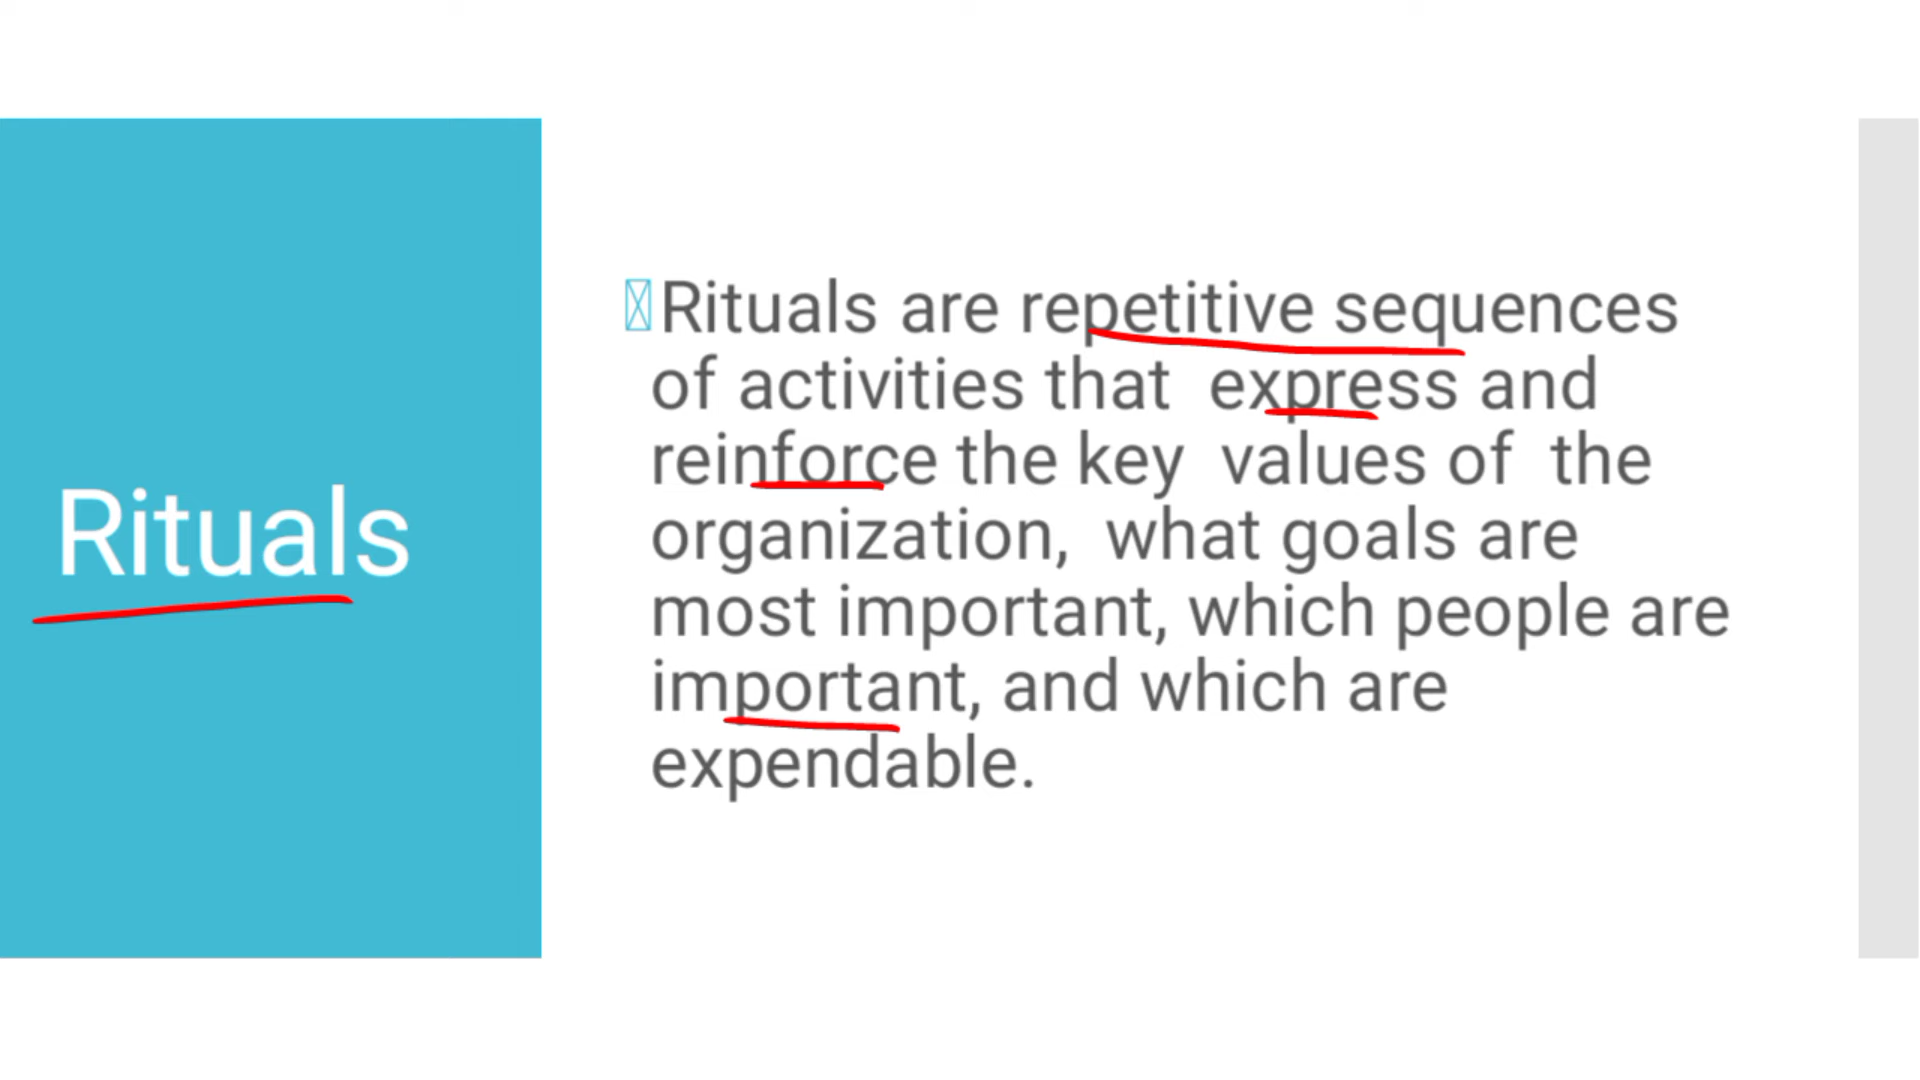 Rituals
Rituals are repetitive sequences
of activities that express and
reinforce the key values of the
organization, what goals are
most important, which people are
important, and which are
expendable.